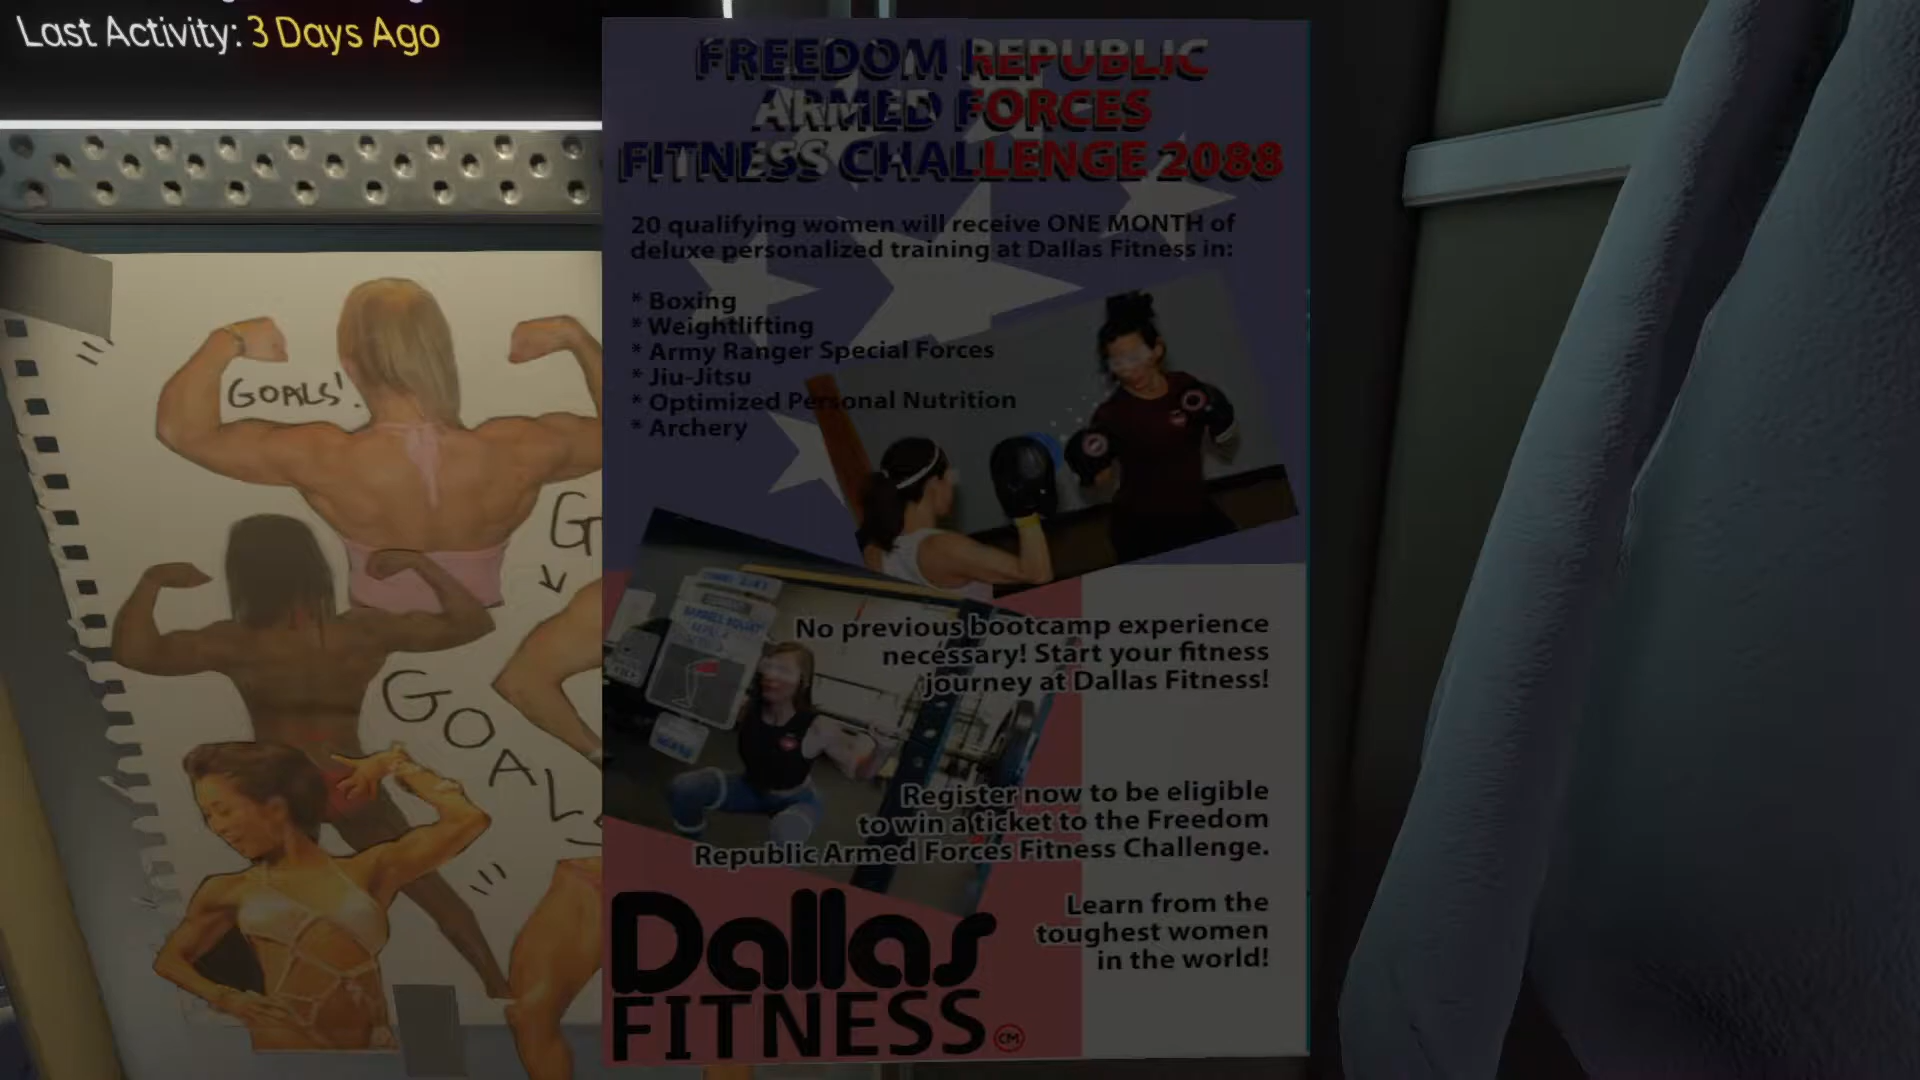 Last Activity: 3 Days Ago
FREEDOM REPUBLIC
ARMED FORCES
FITNESS CHALLENGE 2088
20 qualifying women will receive ONE MONTH of
deluxe personalized training at Dallas Fitness in:
* Boxing
* Weightlifting
* Army Ranger Special Forces
* Jiu-Jitsu
* Optimized Personal Nutrition
* Archery
GOALS!
GOAL
No previous bootcamp experience
necessary! Start your fitness
journey at Dallas Fitness!
Register now to be eligible
to win a ticket to the Freedom
Republic Armed Forces Fitness Challenge.
Learn from the
toughest women
in the world!
Dallas
FITNESS
CM